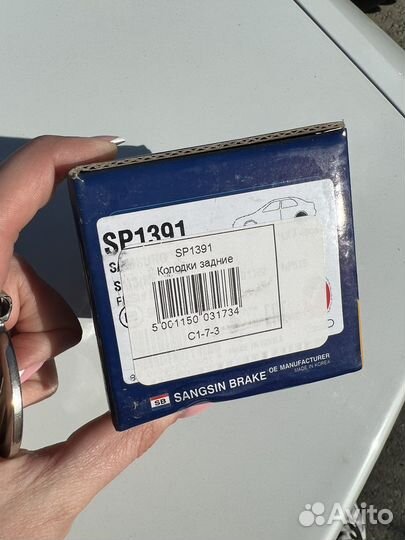 SP1391
SP1391
Колодки задние
5 001150 031734
C1-7-3
SB SANGSIN BRAKE OE MANUFACTURER
MADE IN KOREA
Avito